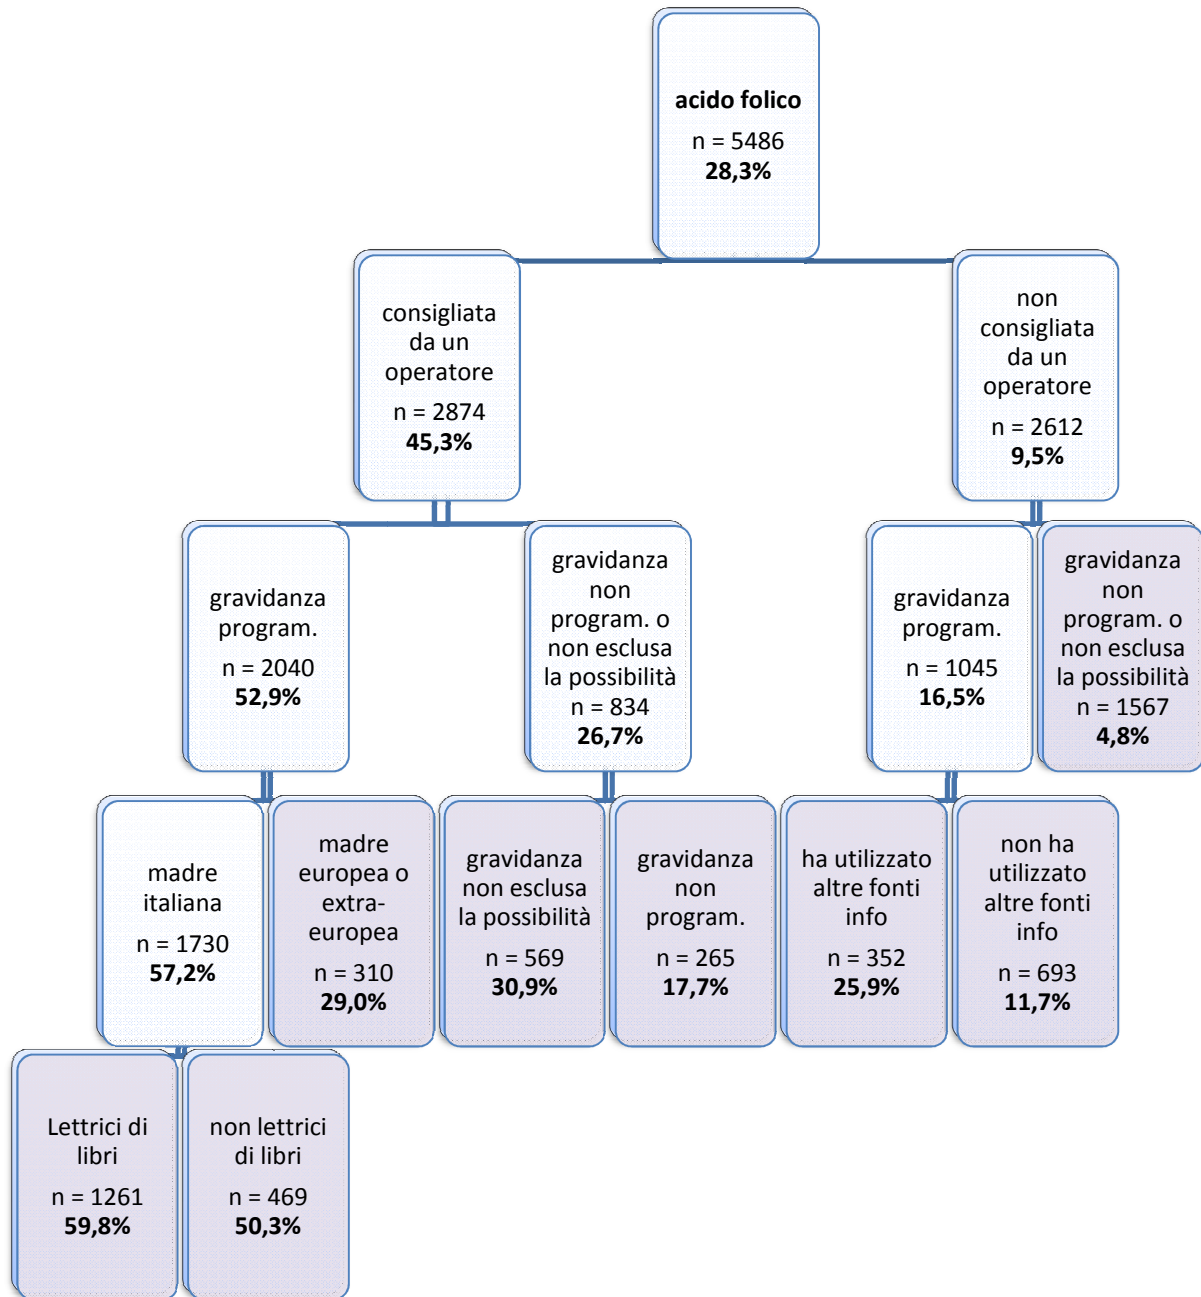 acido folico
n = 5486
28,3%
consigliata
da un
operatore
n = 2874
45,3%
non
consigliata
da un
operatore
n = 2612
9,5%
gravidanza
program.
n = 2040
52,9%
gravidanza
non
program. o
non esclusa
la possibilità
n = 834
26,7%
gravidanza
program.
n = 1045
16,5%
gravidanza
non
program. o
non esclusa
la possibilità
n = 1567
4,8%
madre
italiana
n = 1730
57,2%
madre
europea o
extra-
europea
n = 310
29,0%
gravidanza
non esclusa
la possibilità
n = 569
30,9%
gravidanza
non
program.
n = 265
17,7%
ha utilizzato
altre fonti
info
n = 352
25,9%
non ha
utilizzato
altre fonti
info
n = 693
11,7%
Lettrici di
libri
n = 1261
59,8%
non lettrici
di libri
n = 469
50,3%